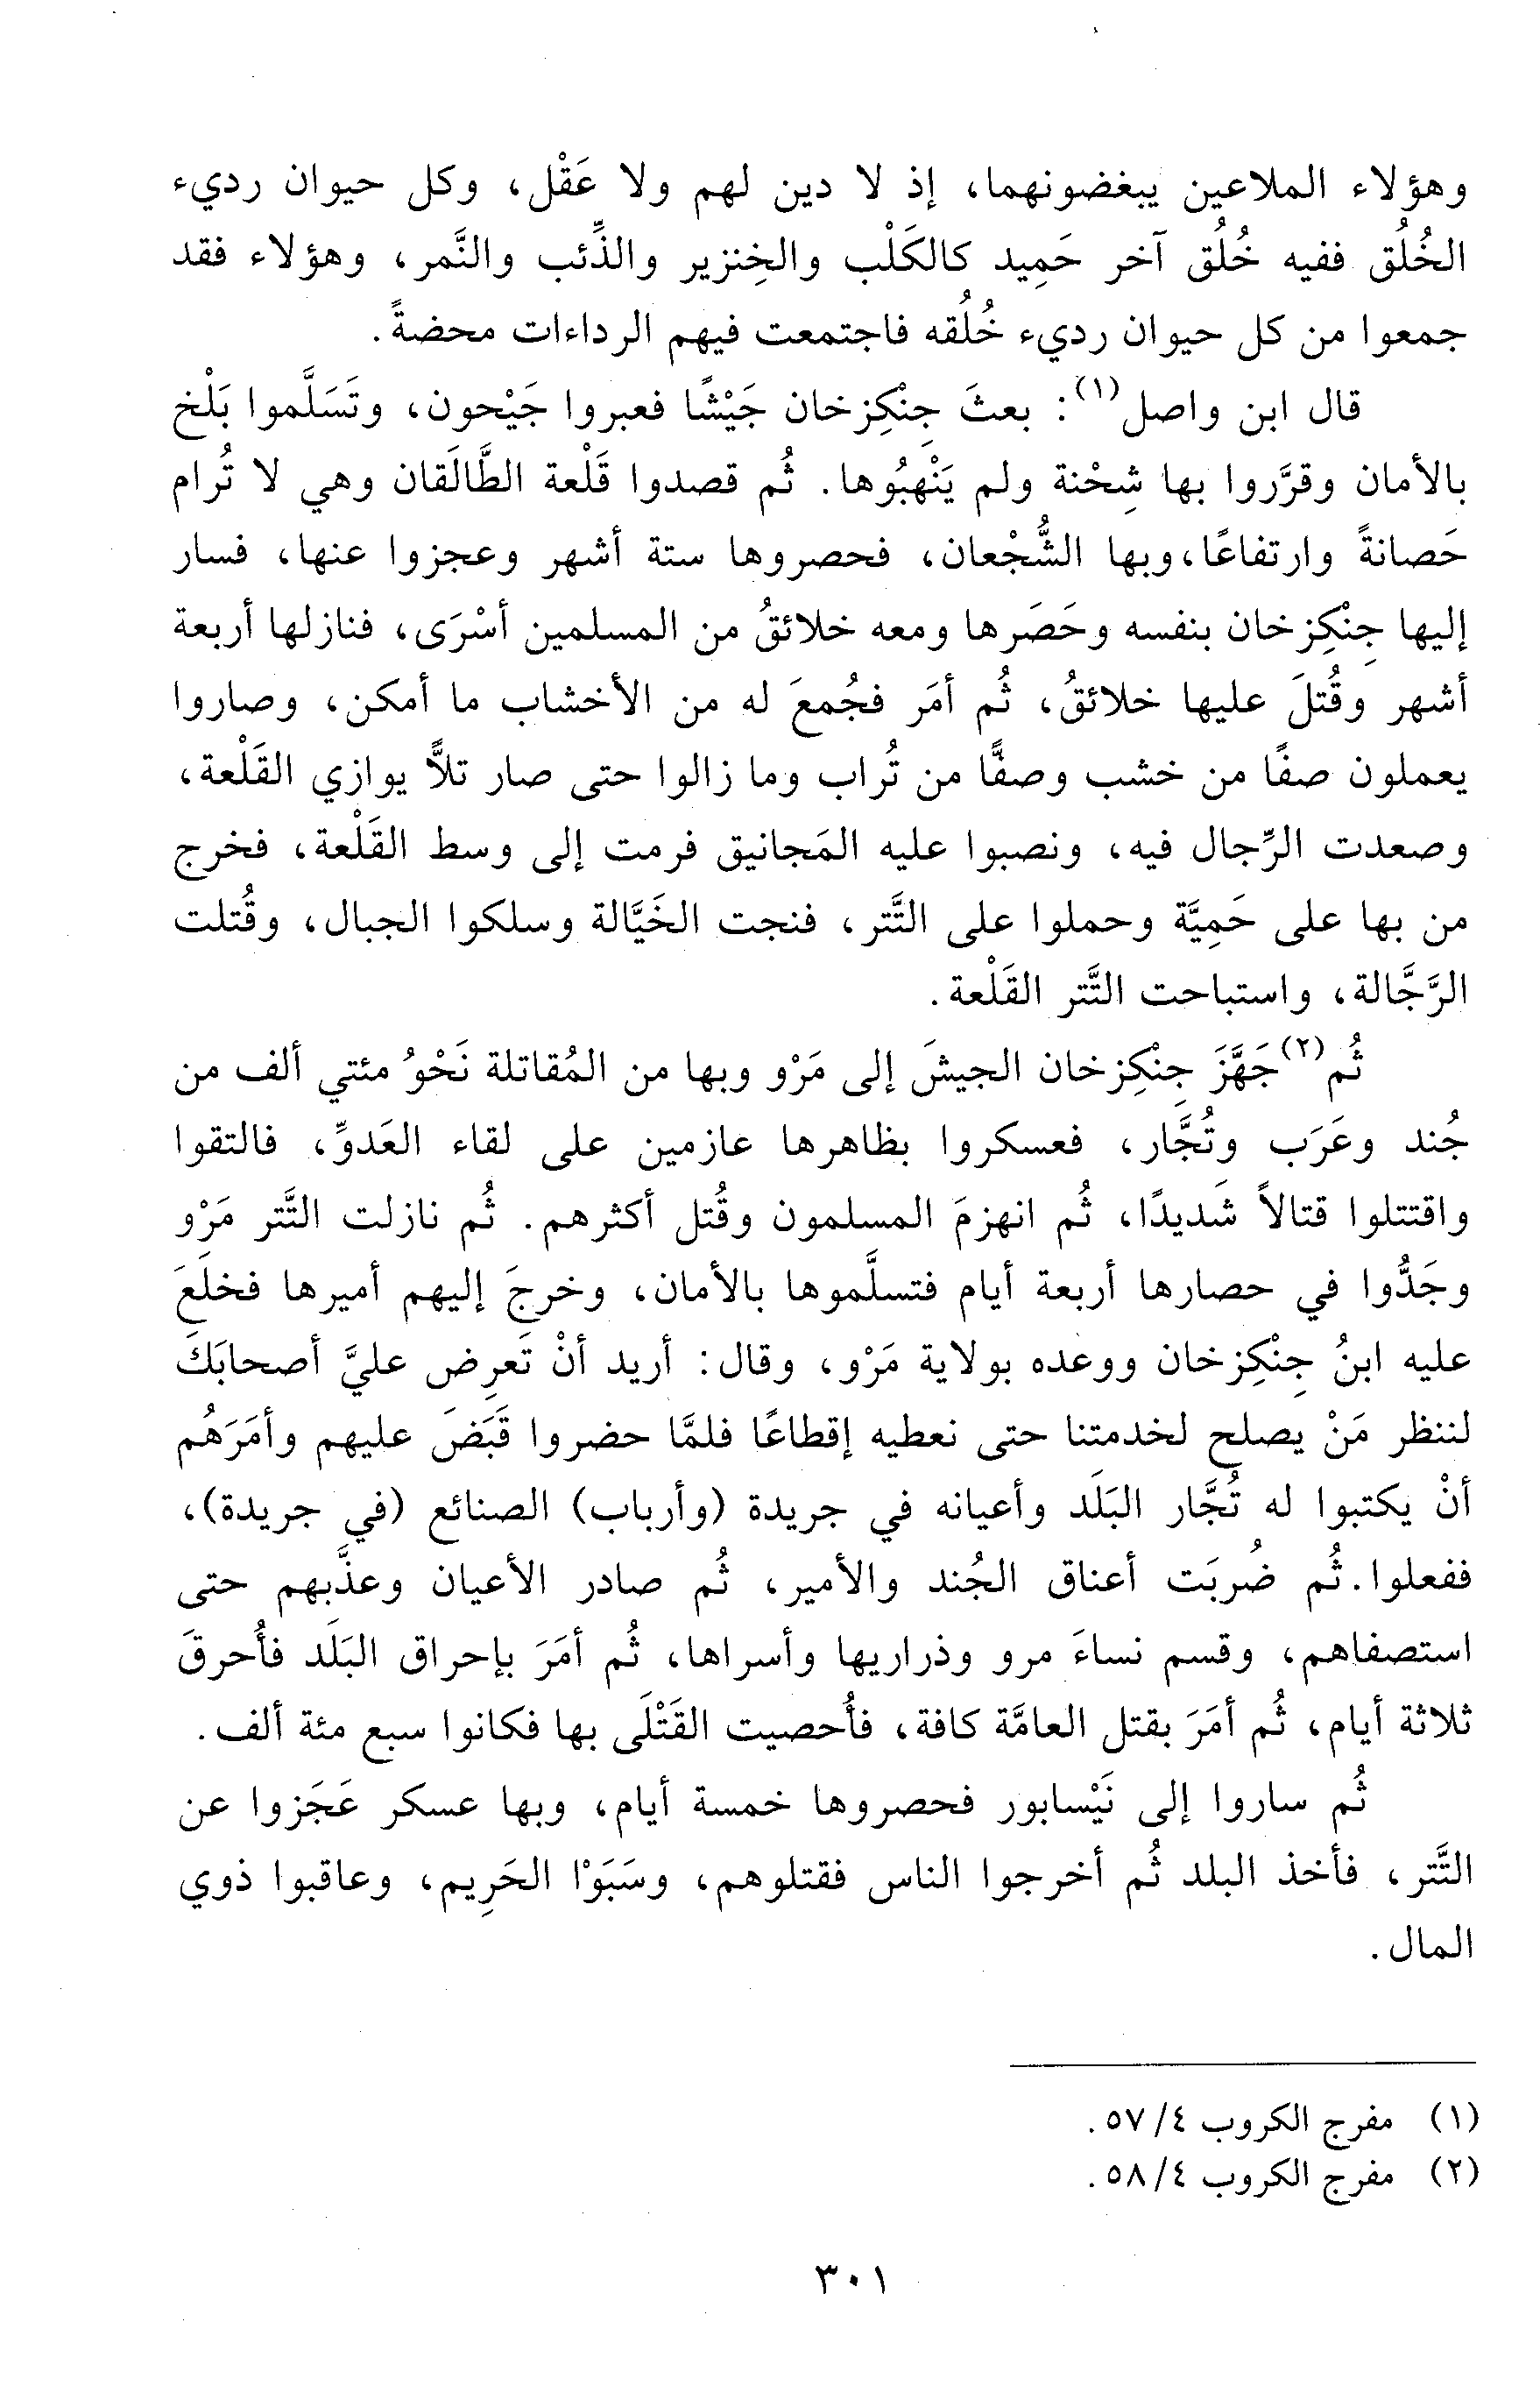 وهؤلاء الملاعين يبغضونهما، إذ لا دين لهم ولا عَقْل، وكل حيوان رديء
الخُلُق ففيه خُلُق آخر حَمِيد كالكَلْب والخِنزير والذِّئب والنَّمر، وهؤلاء فقد
جمعوا من كل حيوان رديء خُلُقه فاجتمعت فيهم الرداءات محضةً.
قال ابن واصل(١): بعثَ جِنْكِزخان جَيْشًا فعبروا جَيْحون، وتَسَلَّموا بَلْخ
بالأمان وقرَّروا بها شِحْنة ولم يَنْهبُوها. ثُم قصدوا قَلْعة الطَّالَقان وهي لا تُرام
حَصانةً وارتفاعًا، وبها الشُّجْعان، فحصروها ستة أشهر وعجزوا عنها، فسار
إليها جِنْكِزخان بنفسه وحَصَرها ومعه خلائقُ من المسلمين أسْرَى، فنازلها أربعة
أشهر وقُتلَ عليها خلائقُ، ثُم أمَر فجُمعَ له من الأخشاب ما أمكن، وصاروا
يعملون صفًا من خشب وصفًّا من تُراب وما زالوا حتى صار تلاًّ يوازي القَلْعة،
وصعدت الرِّجال فيه، ونصبوا عليه المَجانيق فرمت إلى وسط القَلْعة، فخرج
من بها على حَمِيَّة وحملوا على التَّتر، فنجت الخَيَّالة وسلكوا الجبال، وقُتلت
الرَّجَّالة، واستباحت التَّتر القَلْعة.
ثُم(٢) جَهَّزَ جِنْكِزخان الجيشَ إلى مَرْو وبها من المُقاتلة نَحْوُ مئتي ألف من
جُند وعَرَب وتُجَّار، فعسكروا بظاهرها عازمين على لقاء العَدوِّ، فالتقوا
واقتتلوا قتالاً شَديدًا، ثُم انهزمَ المسلمون وقُتل أكثرهم. ثُم نازلت التَّتر مَرْو
وجَدُّوا في حصارها أربعة أيام فتسلَّموها بالأمان، وخرجَ إليهم أميرها فخلَعَ
عليه ابنُ جِنْكِزخان ووعده بولاية مَرْو، وقال: أريد أنْ تَعرِض عليَّ أصحابَكَ
لننظر مَنْ يصلح لخدمتنا حتى نعطيه إقطاعًا فلمَّا حضروا قَبَضَ عليهم وأمَرَهُم
أنْ يكتبوا له تُجَّار البَلَد وأعيانه في جريدة (وأرباب) الصنائع (في جريدة)،
ففعلوا. ثُم ضُربَت أعناق الجُند والأمير، ثُم صادر الأعيان وعذَّبهم حتى
استصفاهم، وقسم نساءَ مرو وذراريها وأسراها، ثُم أمَرَ بإحراق البَلَد فأُحرقَ
ثلاثة أيام، ثُم أمَرَ بقتل العامَّة كافة، فأُحصيت القَتْلَى بها فكانوا سبع مئة ألف.
ثُم ساروا إلى نَيْسابور فحصروها خمسة أيام، وبها عسكر عَجَزوا عن
التَّتر، فأخذ البلد ثُم أخرجوا الناس فقتلوهم، وسَبَوْا الحَرِيم، وعاقبوا ذوي
المال.
(١) مفرج الكروب ٤/ ٥٧.
(٢) مفرج الكروب ٤/ ٥٨.
٣٠١